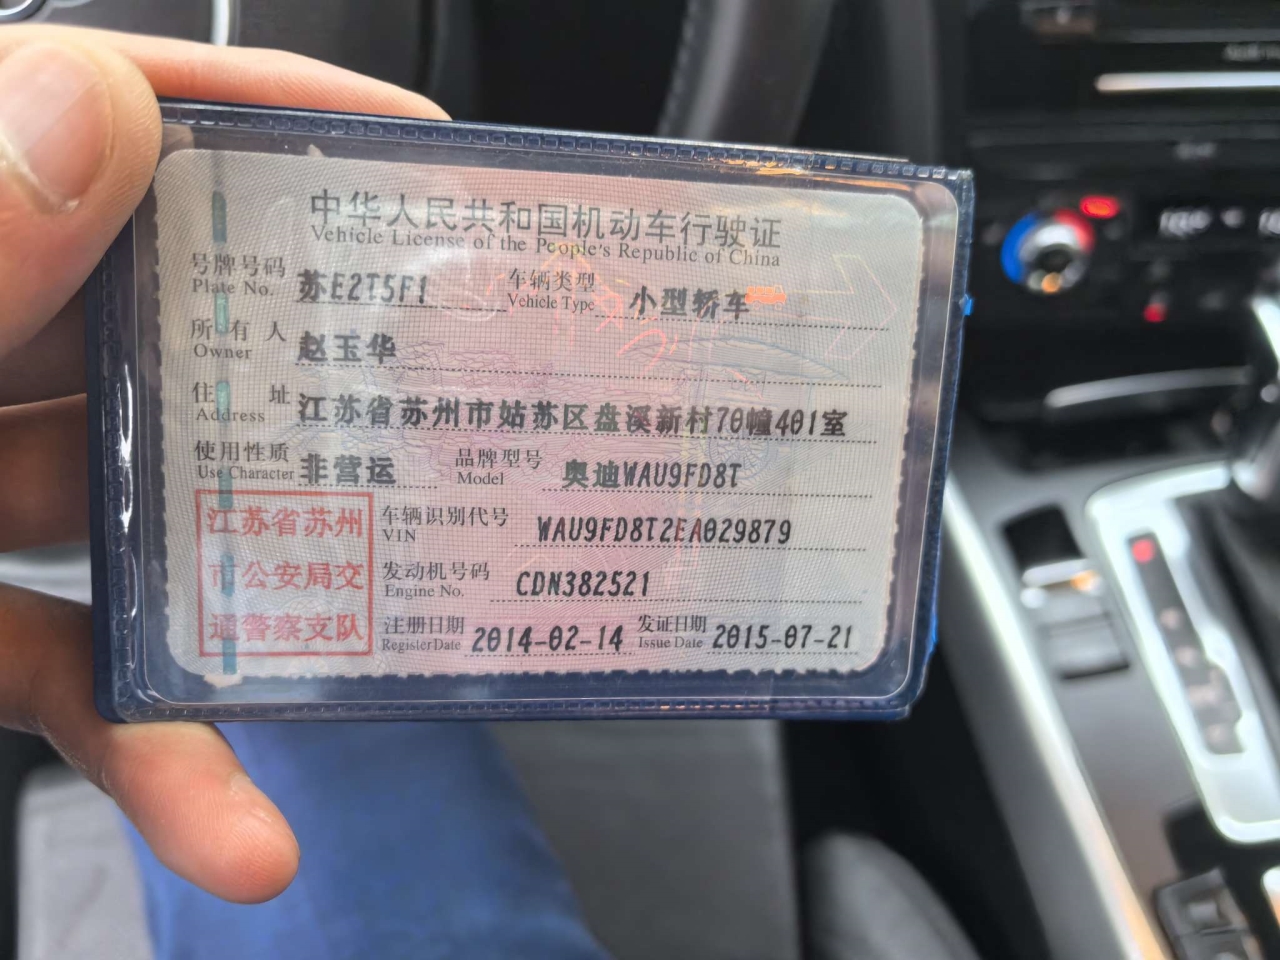 中华人民共和国机动车行驶证
Vehicle License of the People's Republic of China
号牌号码 苏E2T5F1 车辆类型 小型轿车
Plate No. Vehicle Type
所有人 赵玉华
Owner
住址 江苏省苏州市姑苏区盘溪新村70幢401室
Address
使用性质 非营运 品牌型号 奥迪WAU9FD8T
Use Character Model
江苏省苏州
市公安局交
通警察支队
车辆识别代号 WAU9FD8T2EA029879
VIN
发动机号码 CDN382521
Engine No.
注册日期 2014-02-14 发证日期 2015-07-21
Register Date Issue Date